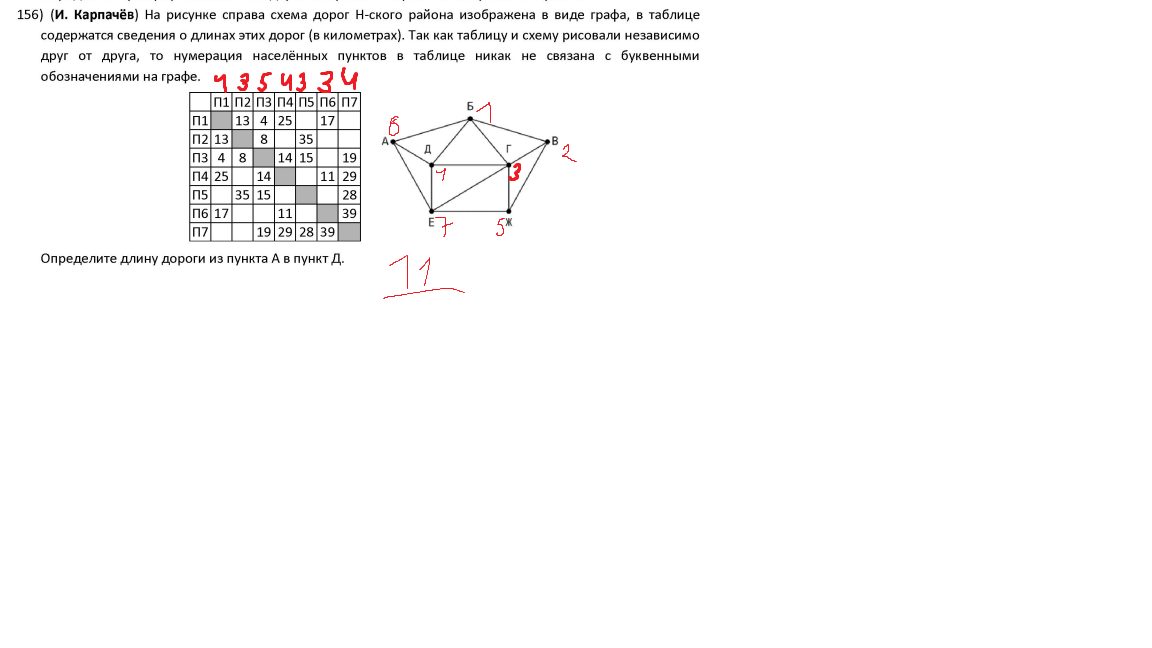 156) (И. Карпачёв) На рисунке справа схема дорог Н-ского района изображена в виде графа, в таблице
содержатся сведения о длинах этих дорог (в километрах). Так как таблицу и схему рисовали независимо
друг от друга, то нумерация населённых пунктов в таблице никак не связана с буквенными
обозначениями на графе.
4 3 5 4 3 3 4
П1 П2 П3 П4 П5 П6 П7
П1 13 4 25 17
П2 13 8 35
П3 4 8 14 15 19
П4 25 14 11 29
П5 35 15 28
П6 17 11 39
П7 19 29 28 39
Б 1
6
А Д Г В 2
4 3
Е 7 5 Ж
Определите длину дороги из пункта А в пункт Д.
11